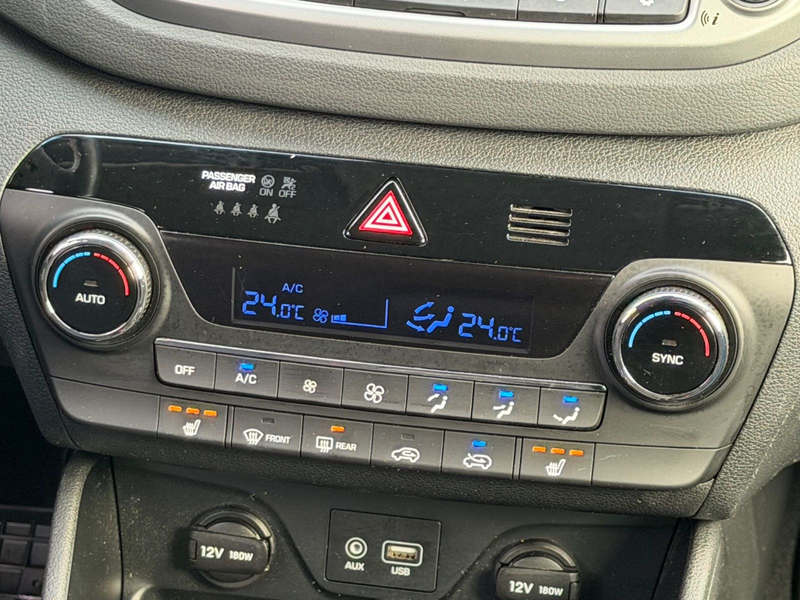 i
PASSENGER
AIR BAG
ON OFF
A/C
24.0°C 24.0°C
AUTO
SYNC
OFF A/C
FRONT REAR
12V 180W
AUX USB
12V 180W